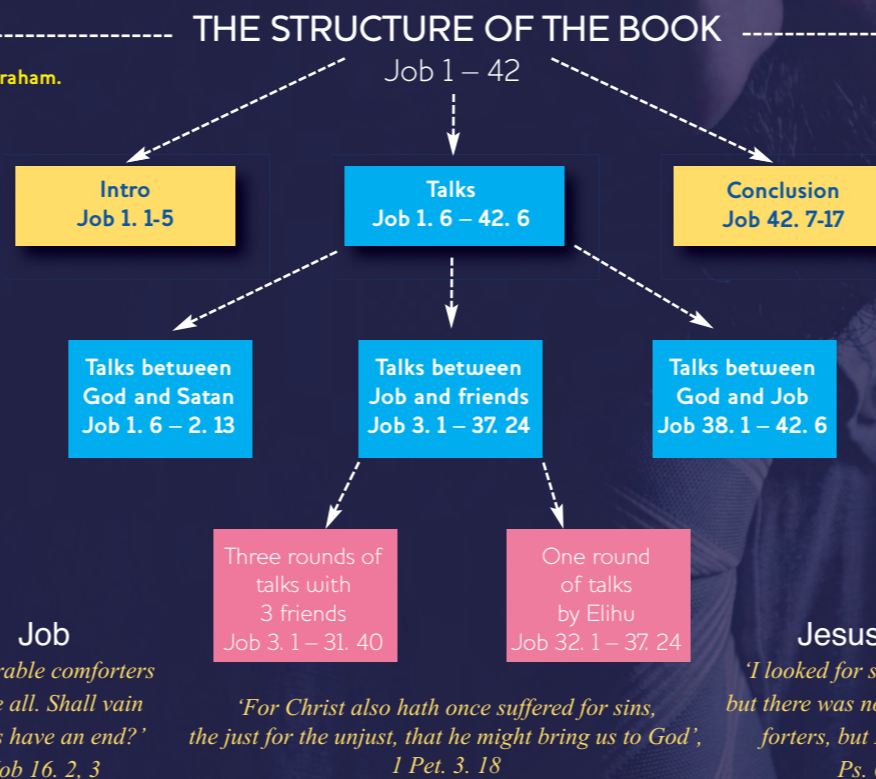 THE STRUCTURE OF THE BOOK
Job 1 – 42
raham.
Intro
Job 1. 1-5
Talks
Job 1. 6 – 42. 6
Conclusion
Job 42. 7-17
Talks between
God and Satan
Job 1. 6 – 2. 13
Talks between
Job and friends
Job 3. 1 – 37. 24
Talks between
God and Job
Job 38. 1 – 42. 6
Three rounds of
talks with
3 friends
Job 3. 1 – 31. 40
One round
of talks
by Elihu
Job 32. 1 – 37. 24
Job
rable comforters
e all. Shall vain
s have an end?’
ob 16. 2, 3
‘For Christ also hath once suffered for sins,
the just for the unjust, that he might bring us to God’,
1 Pet. 3. 18
Jesus
‘I looked for s
but there was no
forters, but
Ps.